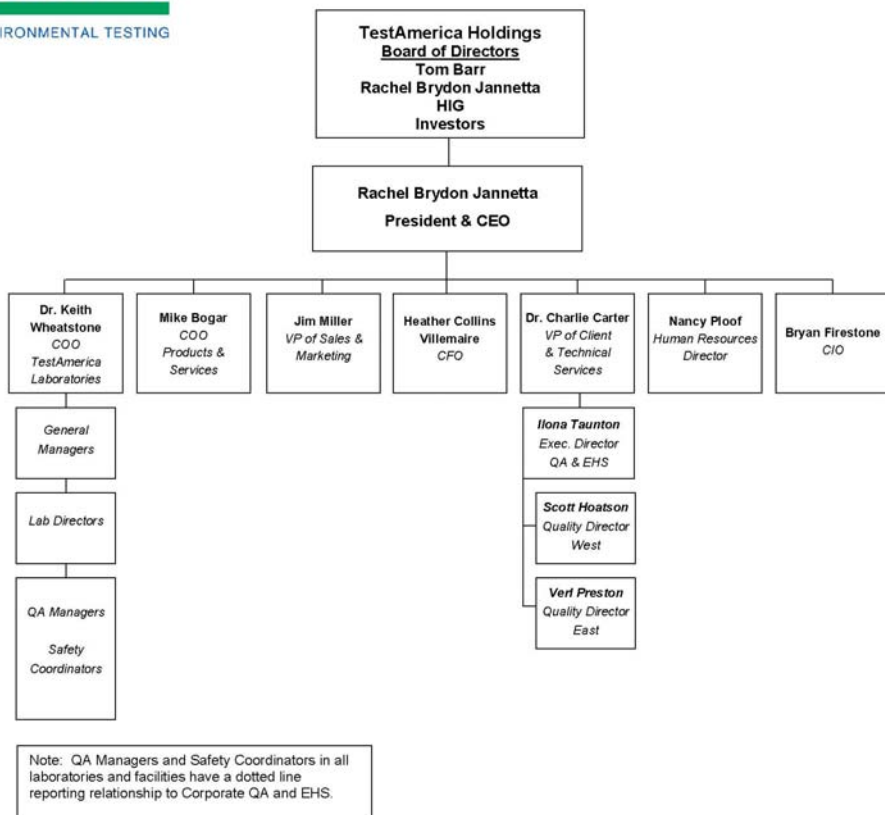 IRONMENTAL TESTING
TestAmerica Holdings
Board of Directors
Tom Barr
Rachel Brydon Jannetta
HIG
Investors
Rachel Brydon Jannetta
President & CEO
Dr. Keith
Wheatstone
COO
TestAmerica
Laboratories
Mike Bogar
COO
Products &
Services
Jim Miller
VP of Sales &
Marketing
Heather Collins
Villemaire
CFO
Dr. Charlie Carter
VP of Client
& Technical
Services
Nancy Ploof
Human Resources
Director
Bryan Firestone
CIO
General
Managers
Lab Directors
QA Managers
Safety
Coordinators
Ilona Taunton
Exec. Director
QA & EHS
Scott Hoatson
Quality Director
West
Verl Preston
Quality Director
East
Note: QA Managers and Safety Coordinators in all
laboratories and facilities have a dotted line
reporting relationship to Corporate QA and EHS.